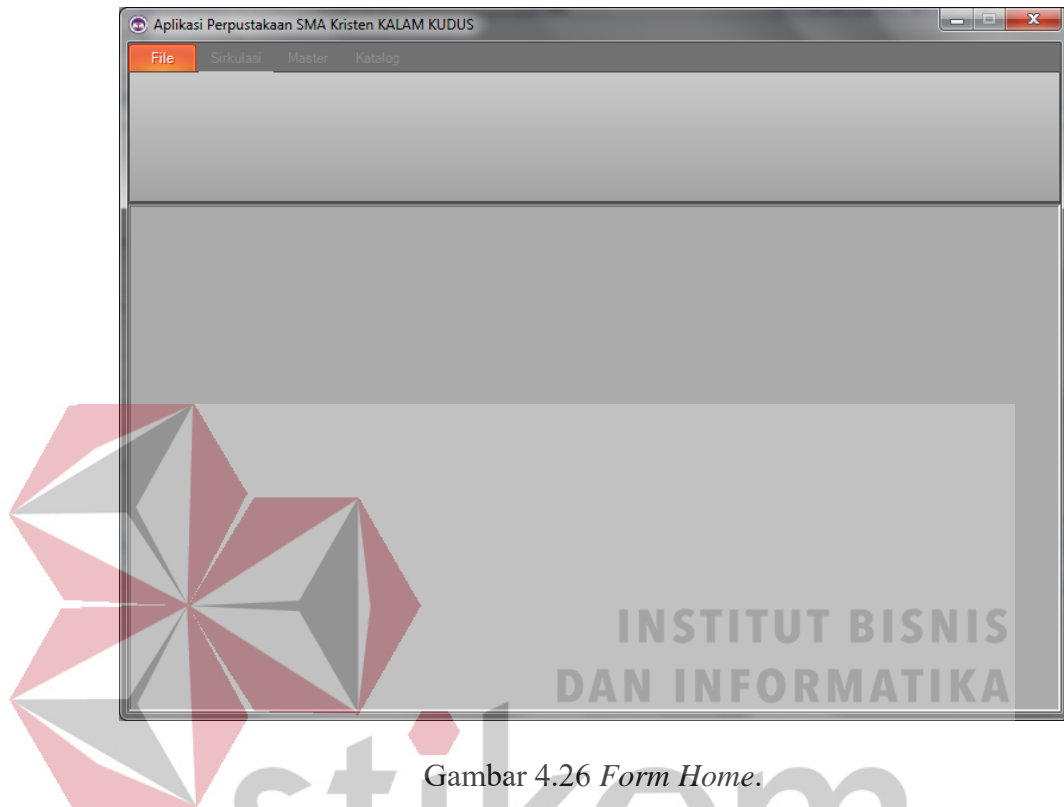 Aplikasi Perpustakaan SMA Kristen KALAM KUDUS
File Sirkulasi Master Katalog
INSTITUT BISNIS
DAN INFORMATIKA
Gambar 4.26 Form Home.
stikom